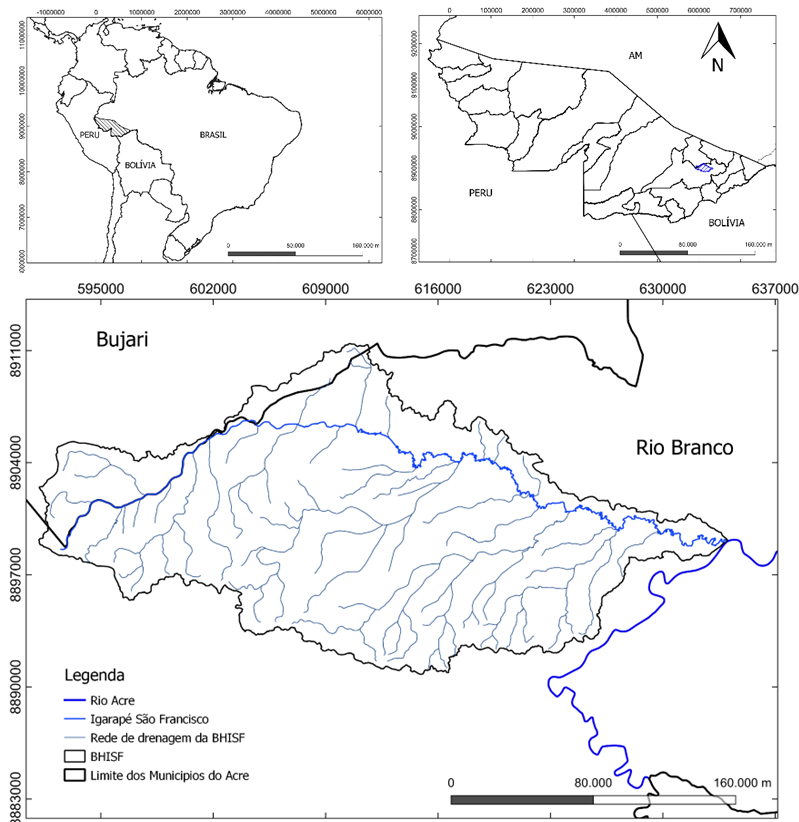 -1000000 0 1000000 2000000 3000000 4000000 5000000 6000000
11000000
10000000
9000000
8000000
7000000
6000000
PERU
BRASIL
BOLÍVIA
0 50.000 100.000 m
0 100000 200000 300000 400000 500000 600000 700000
9200000
9100000
9000000
8900000
8800000
8700000
AM
N
PERU
BOLÍVIA
0 80.000 160.000 m
595000 602000 609000 616000 623000 630000 637000
8911000
8904000
8897000
8890000
8883000
Bujari
Rio Branco
Legenda
Rio Acre
Igarapé São Francisco
Rede de drenagem da BHISF
BHISF
Limite dos Municipios do Acre
0 80.000 160.000 m